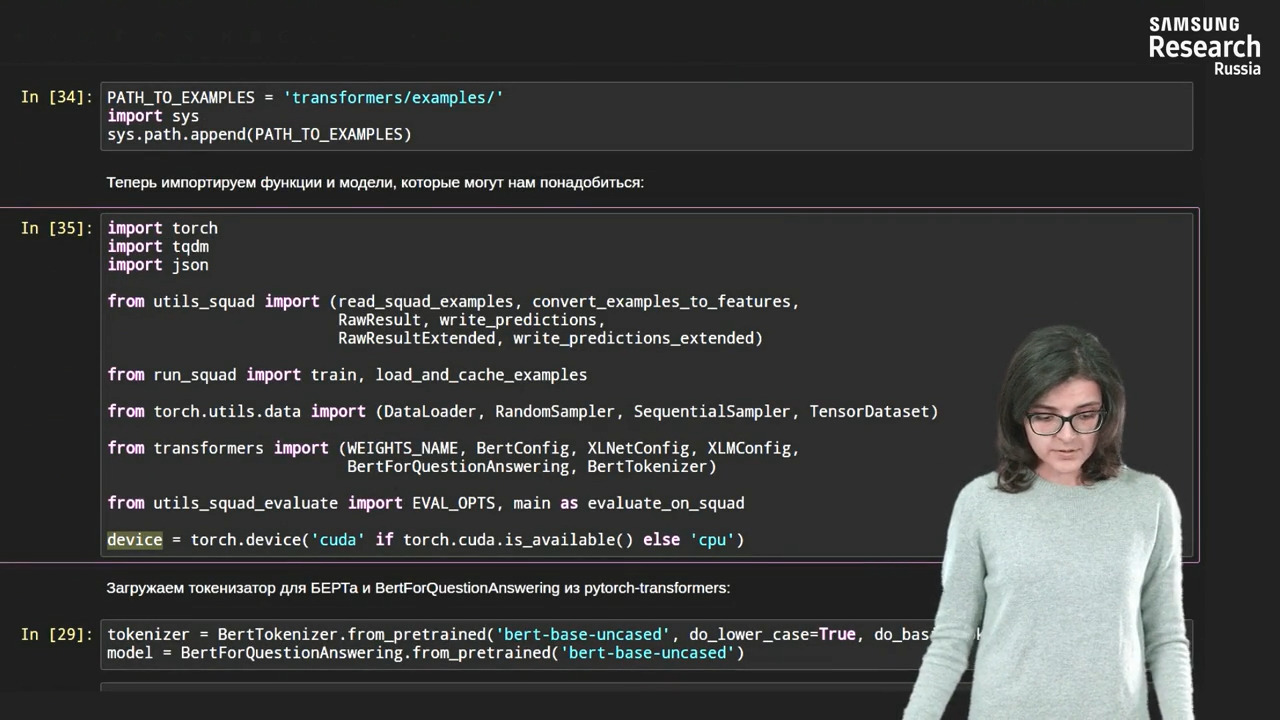 SAMSUNG
Research
Russia
In [34]: PATH_TO_EXAMPLES = 'transformers/examples/'
import sys
sys.path.append(PATH_TO_EXAMPLES)
Теперь импортируем функции и модели, которые могут нам понадобиться:
In [35]: import torch
import tqdm
import json
from utils_squad import (read_squad_examples, convert_examples_to_features,
RawResult, write_predictions,
RawResultExtended, write_predictions_extended)
from run_squad import train, load_and_cache_examples
from torch.utils.data import (DataLoader, RandomSampler, SequentialSampler, TensorDataset)
from transformers import (WEIGHTS_NAME, BertConfig, XLNetConfig, XLMConfig,
BertForQuestionAnswering, BertTokenizer)
from utils_squad_evaluate import EVAL_OPTS, main as evaluate_on_squad
device = torch.device('cuda' if torch.cuda.is_available() else 'cpu')
Загружаем токенизатор для БЕРТа и BertForQuestionAnswering из pytorch-transformers:
In [29]: tokenizer = BertTokenizer.from_pretrained('bert-base-uncased', do_lower_case=True,
model = BertForQuestionAnswering.from_pretrained('bert-base-uncased')